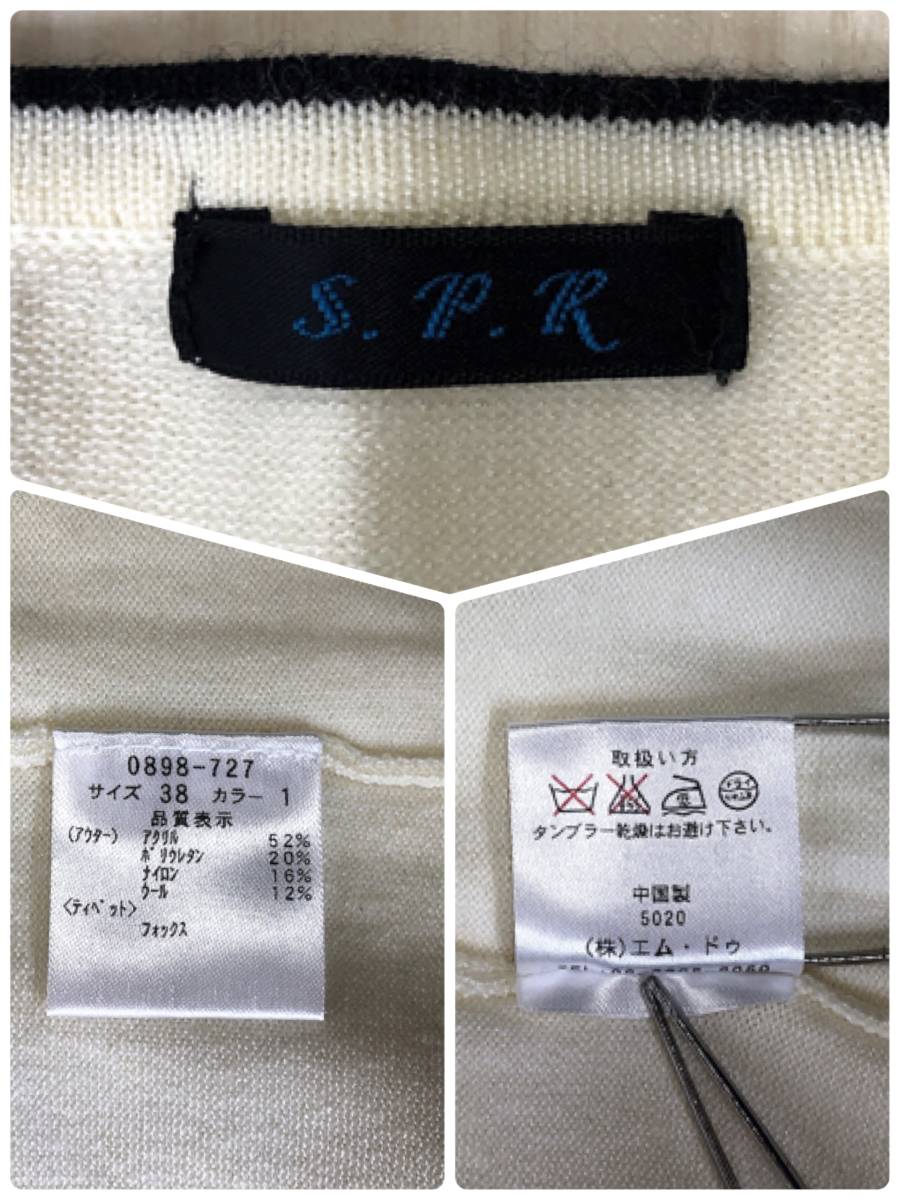 S.P.R
0898-727
サイズ 38 カラー 1
品質表示
(アウター) アクリル 52%
ポリウレタン 20%
ナイロン 16%
ウール 12%
<ティペット>
フォックス
取扱い方
タンブラー乾燥はお避け下さい。
中国製
5020
(株)エム・ドゥ